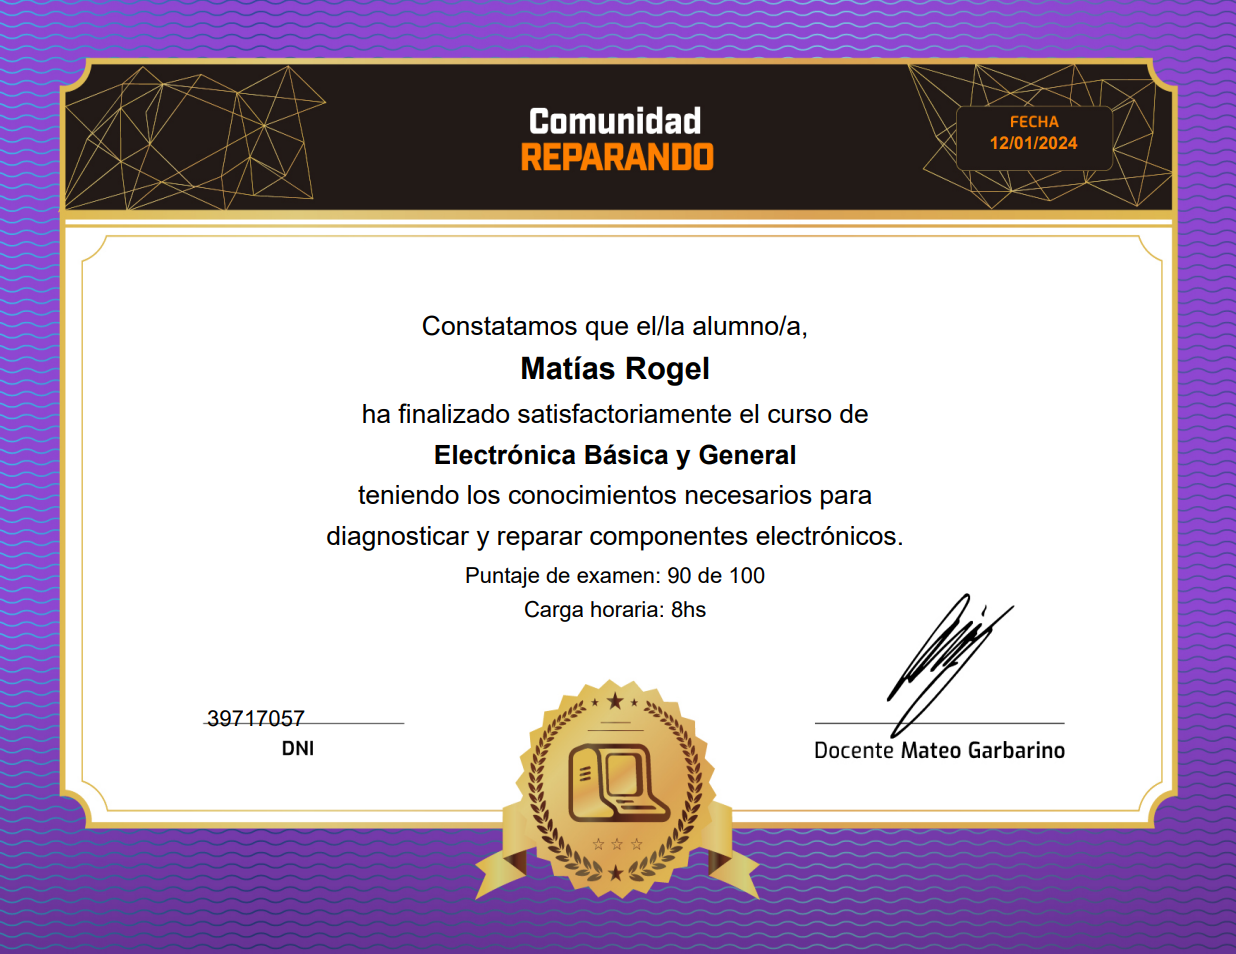 Comunidad
REPARANDO
FECHA
12/01/2024
Constatamos que el/la alumno/a,
Matías Rogel
ha finalizado satisfactoriamente el curso de
Electrónica Básica y General
teniendo los conocimientos necesarios para
diagnosticar y reparar componentes electrónicos.
Puntaje de examen: 90 de 100
Carga horaria: 8hs
39717057
DNI
Docente Mateo Garbarino